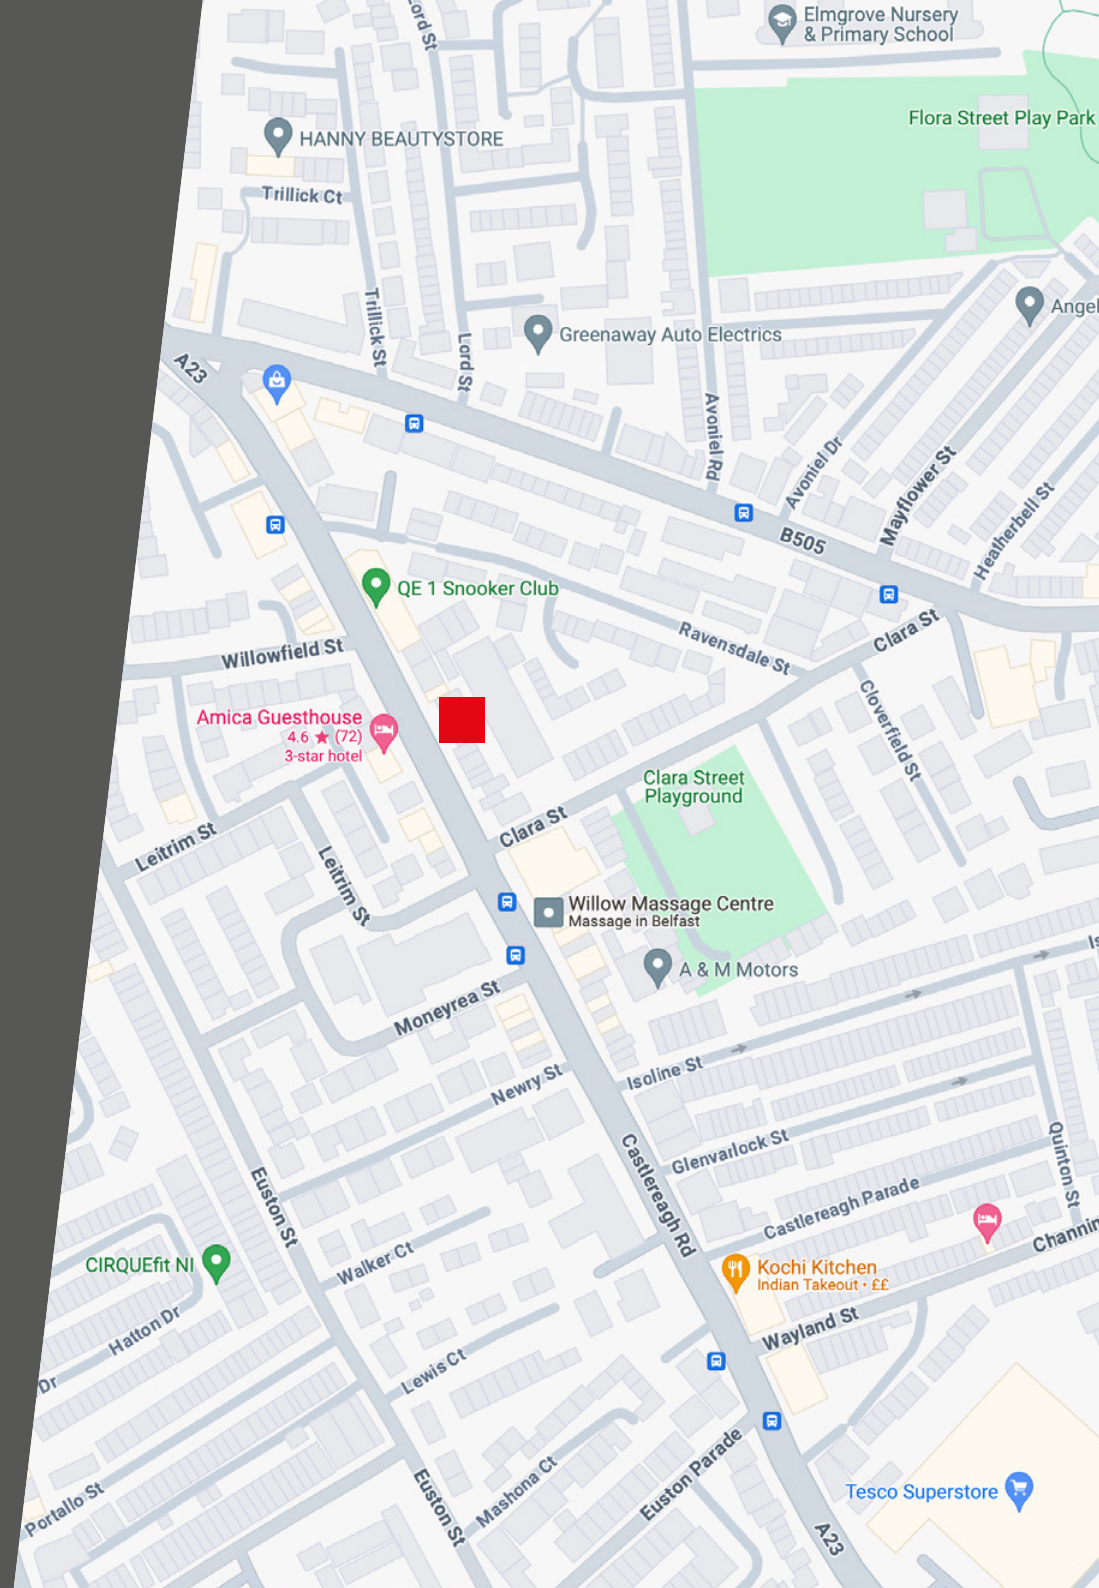 Lord St
Elmgrove Nursery
& Primary School
Flora Street Play Park
HANNY BEAUTYSTORE
Trillick Ct
Trillick St
Lord St
Greenaway Auto Electrics
Angel
A23
Avoniel Rd
Avoniel Dr
Mayflower St
Heatherbell St
B505
QE 1 Snooker Club
Clara St
Ravensdale St
Willowfield St
Cloverfield St
Amica Guesthouse
4.6 ★ (72)
3-star hotel
Clara Street
Playground
Clara St
Leitrim St
Leitrim St
Willow Massage Centre
Massage in Belfast
A & M Motors
Is
Moneyrea St
Isoline St
Newry St
Glenvarlock St
Quinton St
Castlereagh Rd
Castlereagh Parade
Euston St
Channin
Walker Ct
CIRQUEfit NI
Kochi Kitchen
Indian Takeout • ££
Hatton Dr
Wayland St
Dr
Lewis Ct
Euston Parade
Mashona Ct
Portallo St
Euston St
Tesco Superstore
A23